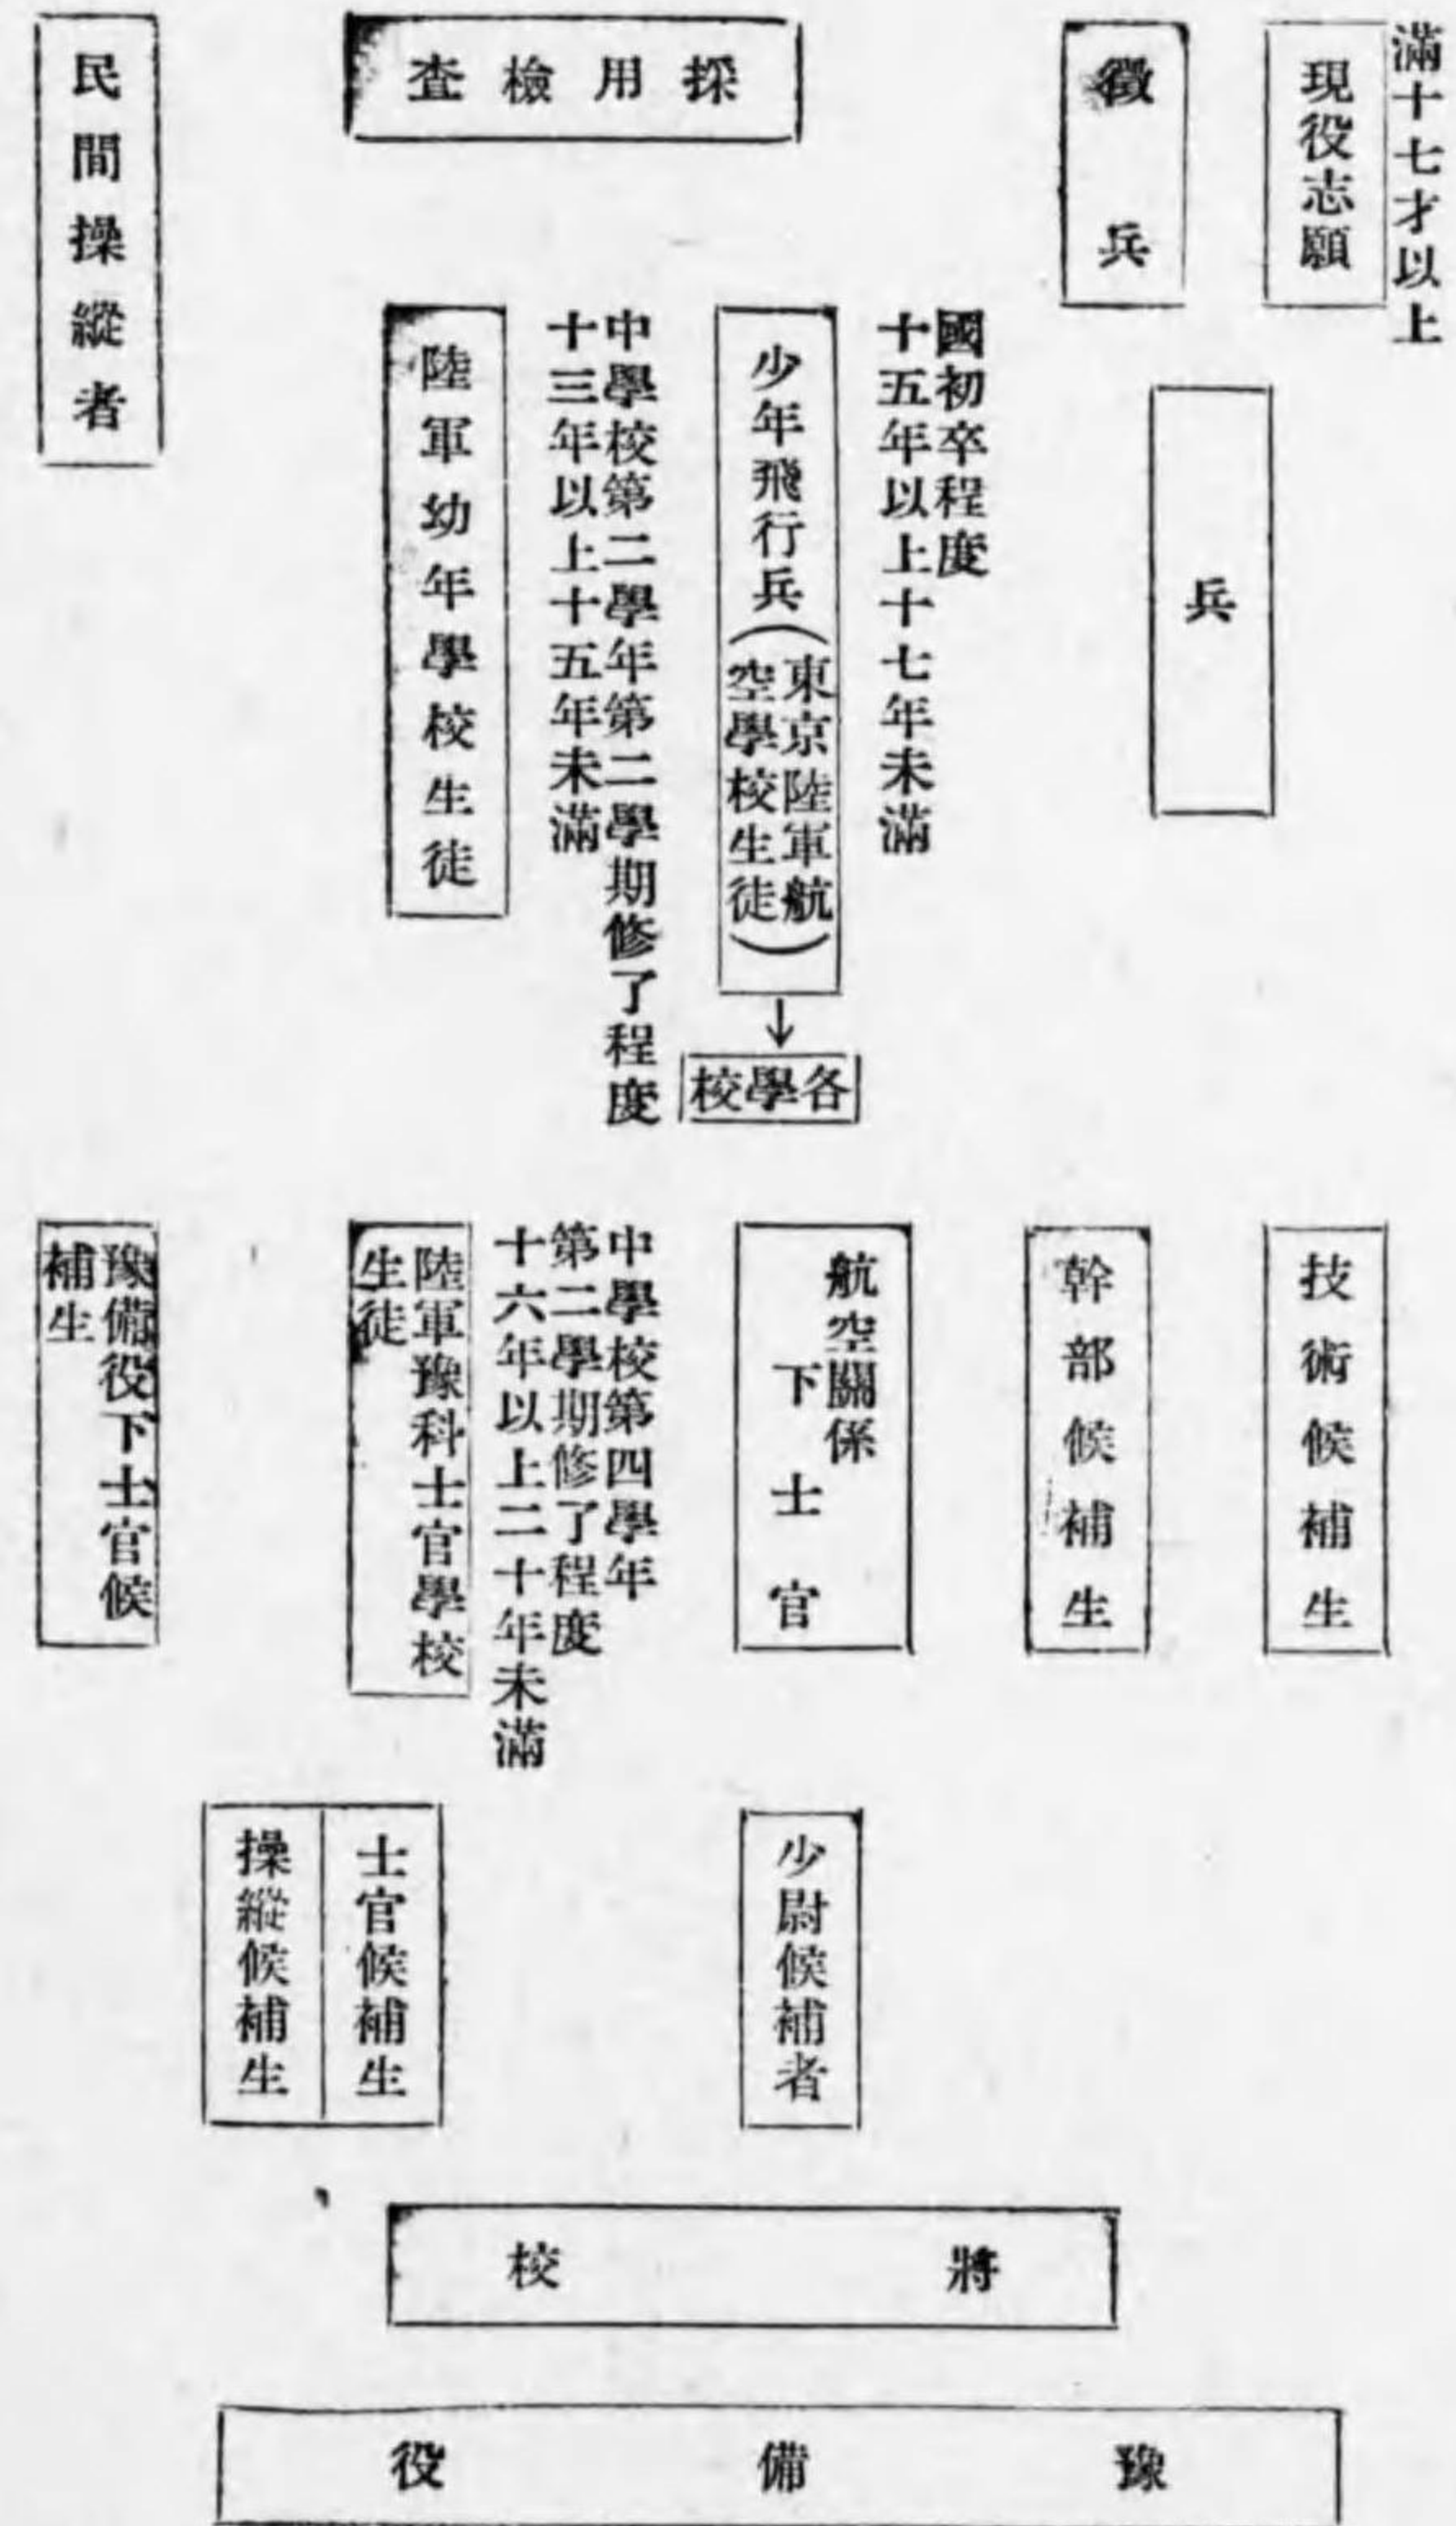 滿十七才以上
現役志願
徵兵
採用檢查
民間操縱者
兵
國初卒程度
十五年以上十七年未滿
少年飛行兵(東京陸軍航
空學校生徒)
各學校
中學校第二學年第二學期修了程度
十三年以上十五年未滿
陸軍幼年學校生徒
技術候補生
幹部候補生
航空關係
下士官
中學校第四學年
第二學期修了程度
十六年以上二十年未滿
陸軍豫科士官學校
生徒
豫備役下士官候
補生
少尉候補者
士官候補生
操縱候補生
將校
豫備役